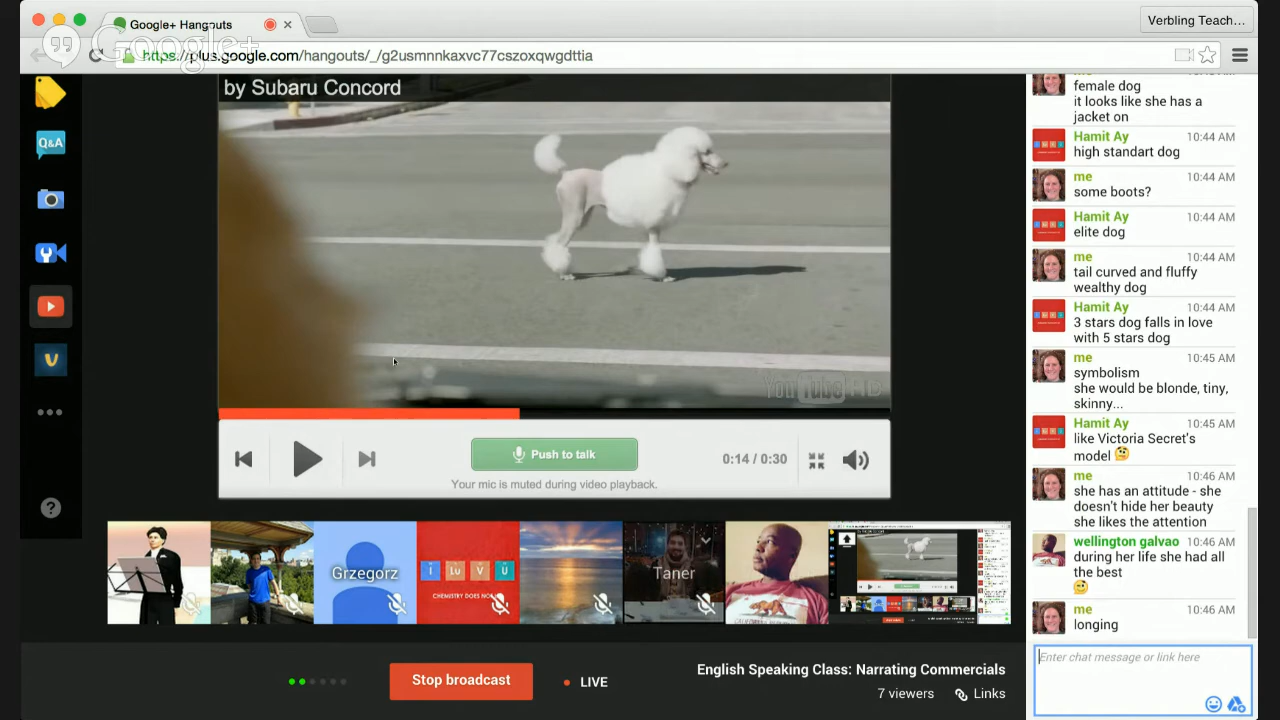 Google+ Hangouts
Verbling Teach...
Google+
https://plus.google.com/hangouts/_/g2usmnnkaxvc77cszoxqvgdttia
by Subaru Concord
Q&A
YouTube HD
Push to talk
0:14 / 0:30
Your mic is muted during video playback.
Grzegorz
I Lu V U
CHEMISTRY DOES NO
Taner
Stop broadcast
LIVE
English Speaking Class: Narrating Commercials
7 viewers
Links
female dog
it looks like she has a
jacket on
Hamit Ay 10:44 AM
high standart dog
me 10:44 AM
some boots?
Hamit Ay 10:44 AM
elite dog
me 10:44 AM
tail curved and fluffy
wealthy dog
Hamit Ay 10:44 AM
3 stars dog falls in love
with 5 stars dog
me 10:45 AM
symbolism
she would be blonde, tiny,
skinny...
Hamit Ay 10:45 AM
like Victoria Secret's
model
me 10:46 AM
she has an attitude - she
doesn't hide her beauty
she likes the attention
wellington galvao 10:46 AM
during her life she had all
the best
me 10:46 AM
longing
Enter chat message or link here